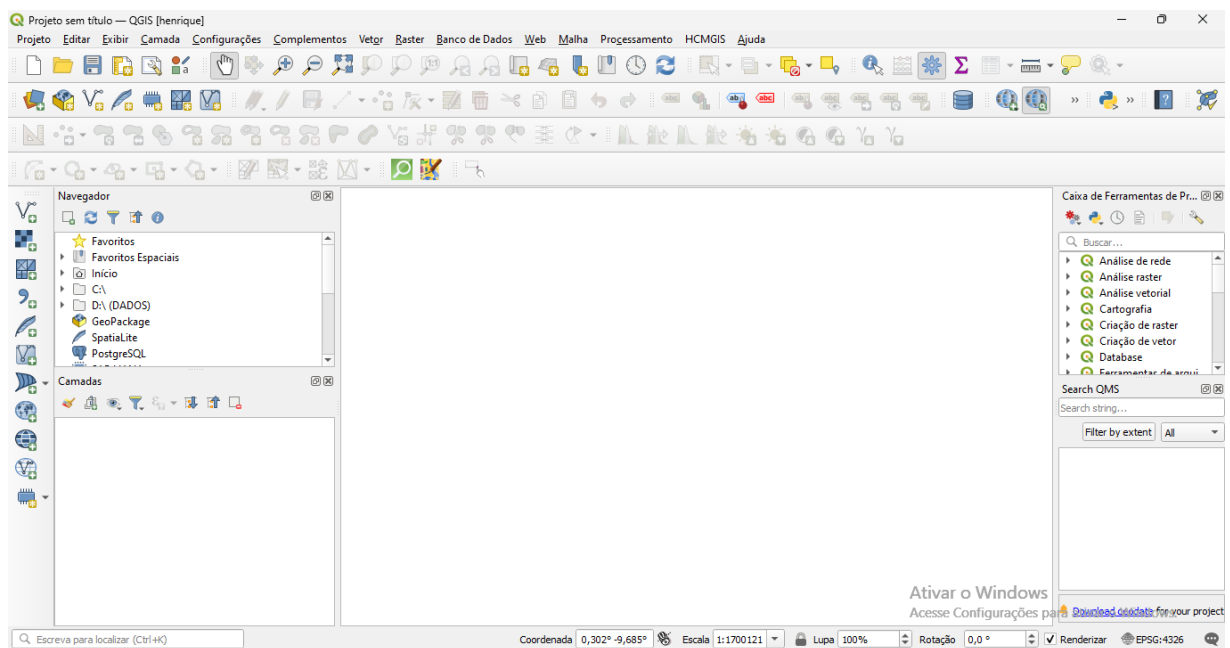 Projeto sem título — QGIS [henrique]
Projeto Editar Exibir Camada Configurações Complementos Vetor Raster Banco de Dados Web Malha Processamento HCMGIS Ajuda
Navegador
Favoritos
Favoritos Espaciais
Início
C:\
D:\ (DADOS)
GeoPackage
SpatiaLite
PostgreSQL
Camadas
Caixa de Ferramentas de Pr...
Buscar...
Análise de rede
Análise raster
Análise vetorial
Cartografia
Criação de raster
Criação de vetor
Database
Search QMS
Search string...
Filter by extent All
Ativar o Windows
Acesse Configurações para
for your project
Escreva para localizar (Ctrl+K)
Coordenada 0,302° -9,685° Escala 1:1700121 Lupa 100% Rotação 0,0 ° Renderizar EPSG:4326